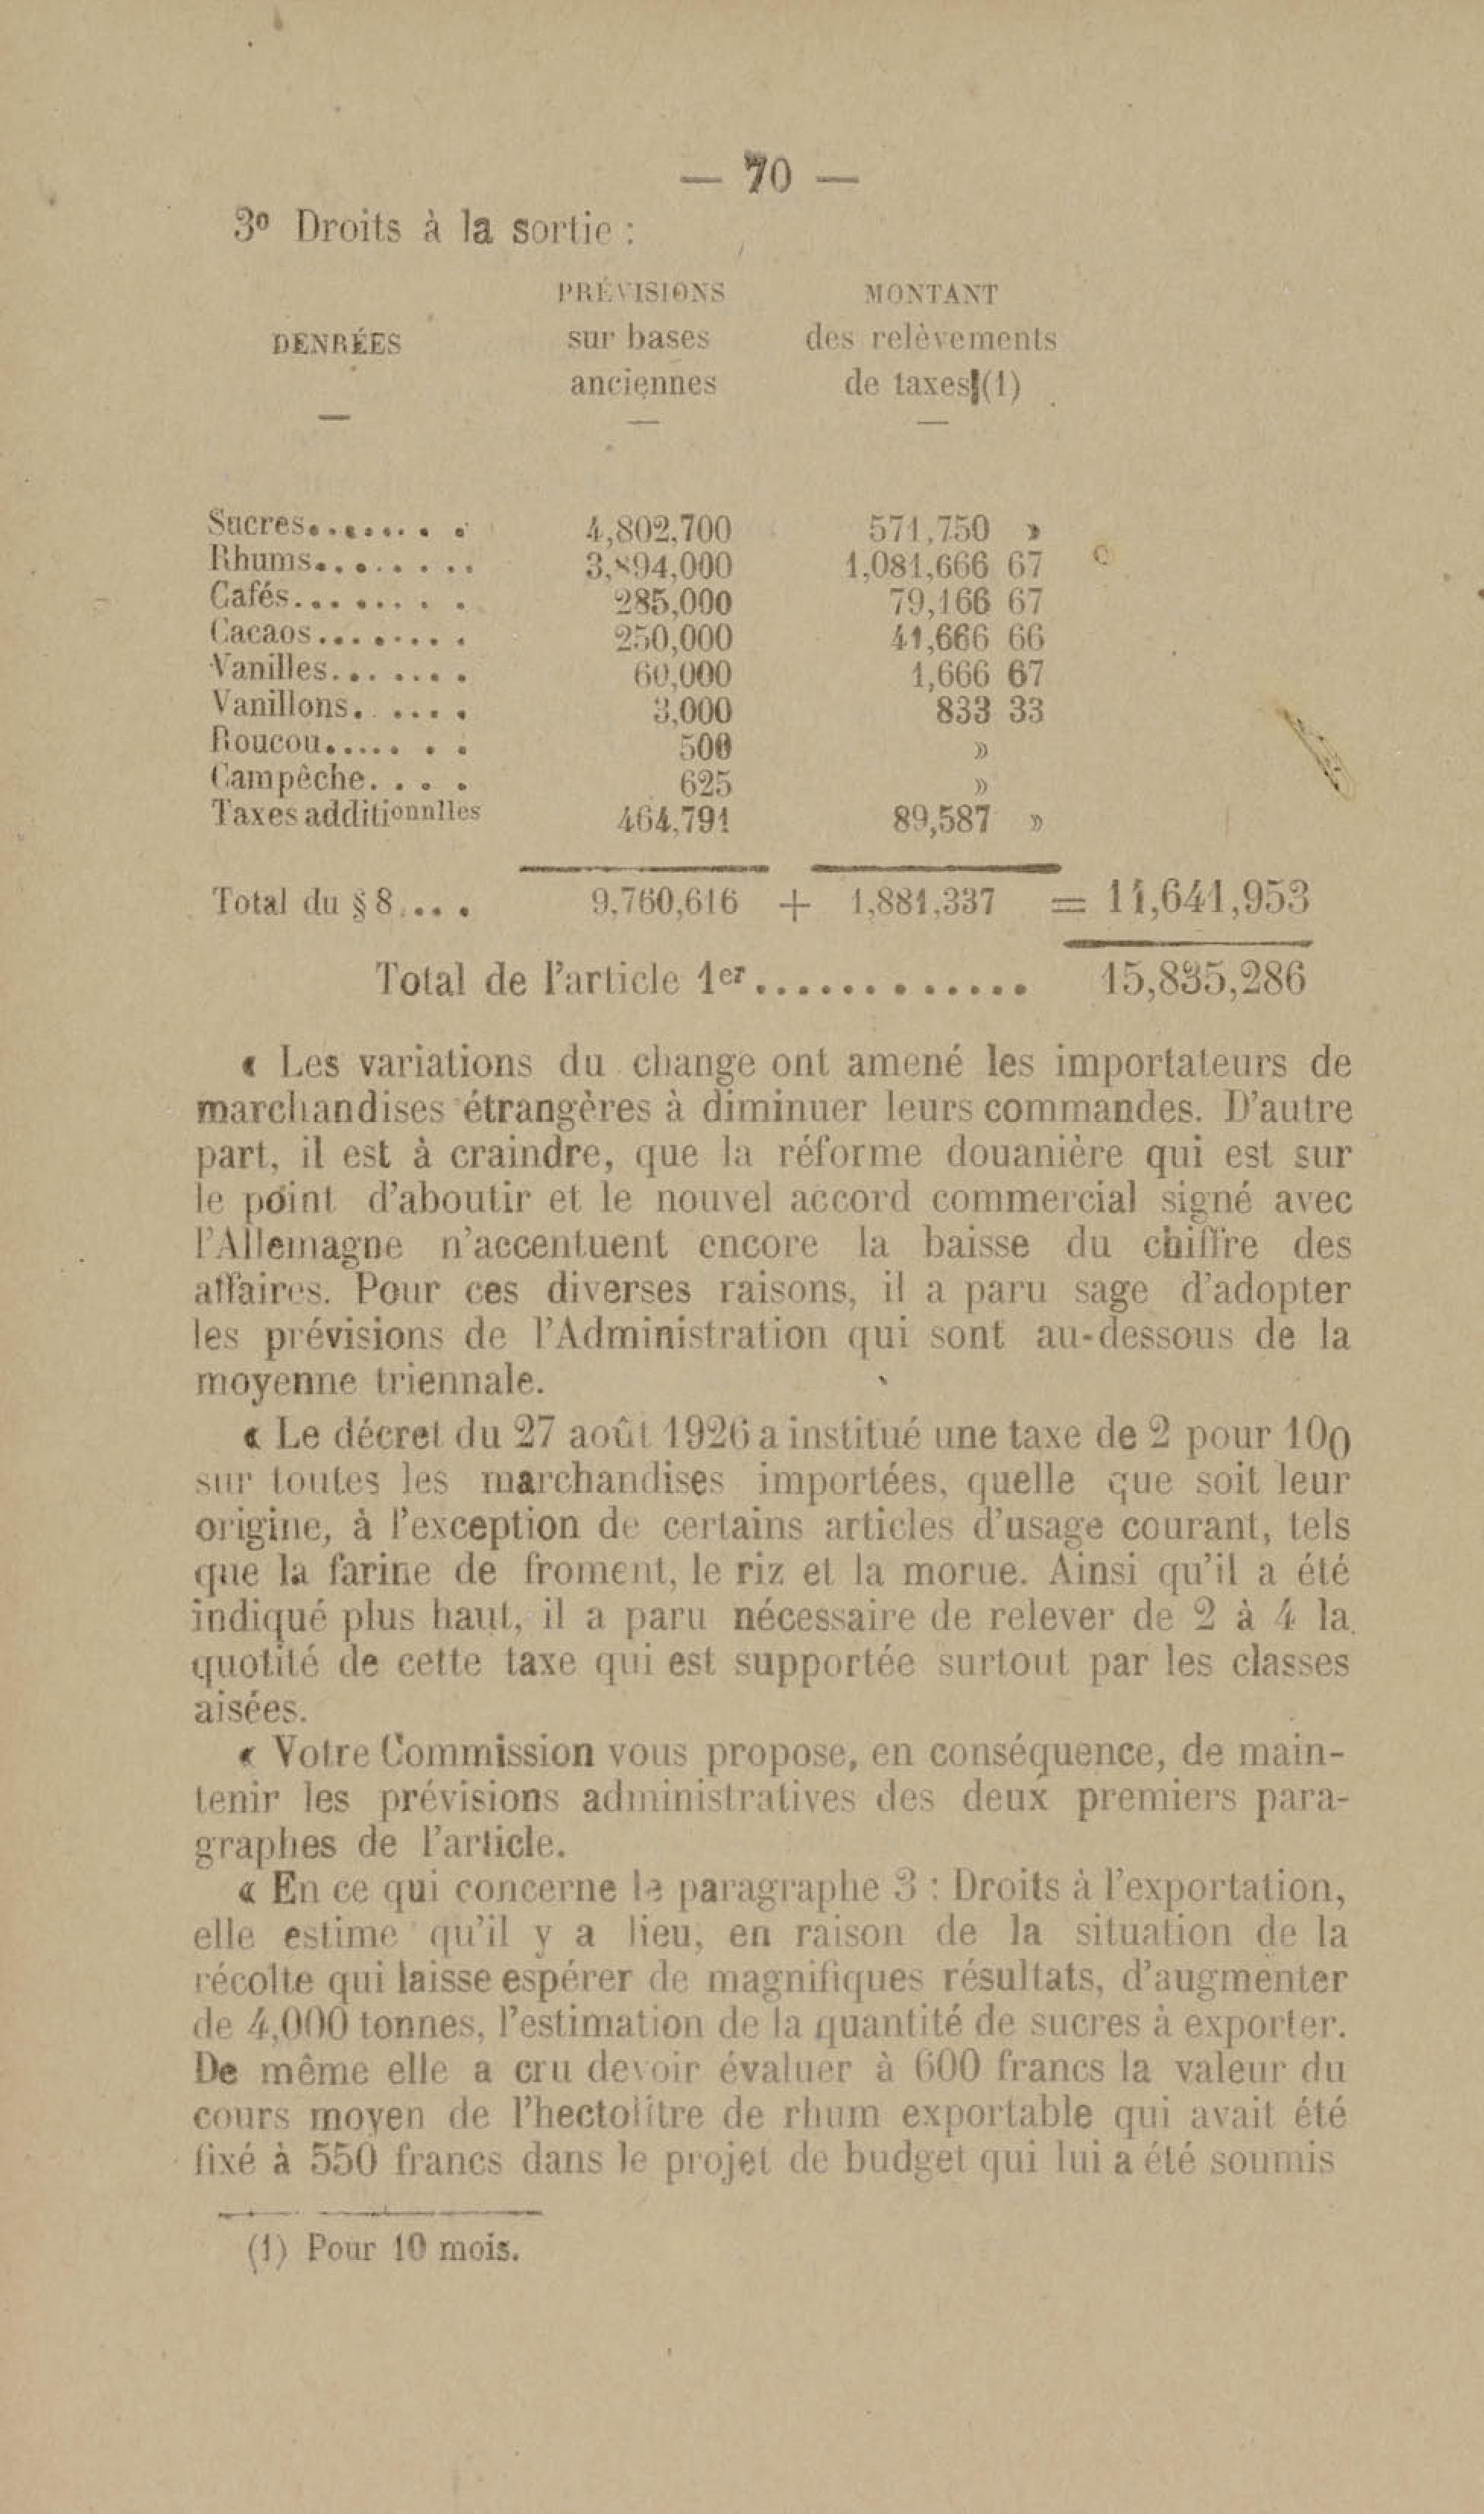 — 70 —
3º Droits à la sortie :
PRÉVISIONS MONTANT
DENRÉES sur bases des relèvements
anciennes de taxes (1)
Sucres......... 4,802,700 571,750 »
Rhums......... 3,894,000 1,081,666 67
Cafés......... 285,000 79,166 67
Cacaos......... 250,000 41,666 66
Vanilles........ 60,000 1,666 67
Vanillons....... 3,000 833 33
Roucou....... 500 »
Campêche.... 625 »
Taxes additionnlles 464,791 89,587 »
Total du § 8.... 9,760,616 + 1,881,337 = 11,641,953
Total de l'article 1er............. 15,835,286
« Les variations du change ont amené les importateurs de
marchandises étrangères à diminuer leurs commandes. D'autre
part, il est à craindre, que la réforme douanière qui est sur
le point d'aboutir et le nouvel accord commercial signé avec
l'Allemagne n'accentuent encore la baisse du chiffre des
affaires. Pour ces diverses raisons, il a paru sage d'adopter
les prévisions de l'Administration qui sont au-dessous de la
moyenne triennale.
« Le décret du 27 août 1926 a institué une taxe de 2 pour 100
sur toutes les marchandises importées, quelle que soit leur
origine, à l'exception de certains articles d'usage courant, tels
que la farine de froment, le riz et la morue. Ainsi qu'il a été
indiqué plus haut, il a paru nécessaire de relever de 2 à 4 la
quotité de cette taxe qui est supportée surtout par les classes
aisées.
« Votre Commission vous propose, en conséquence, de main-
tenir les prévisions administratives des deux premiers para-
graphes de l'article.
« En ce qui concerne le paragraphe 3 : Droits à l'exportation,
elle estime qu'il y a lieu, en raison de la situation de la
récolte qui laisse espérer de magnifiques résultats, d'augmenter
de 4,000 tonnes, l'estimation de la quantité de sucres à exporter.
De même elle a cru devoir évaluer à 600 francs la valeur du
cours moyen de l'hectolitre de rhum exportable qui avait été
fixé à 550 francs dans le projet de budget qui lui a été soumis
(1) Pour 10 mois.